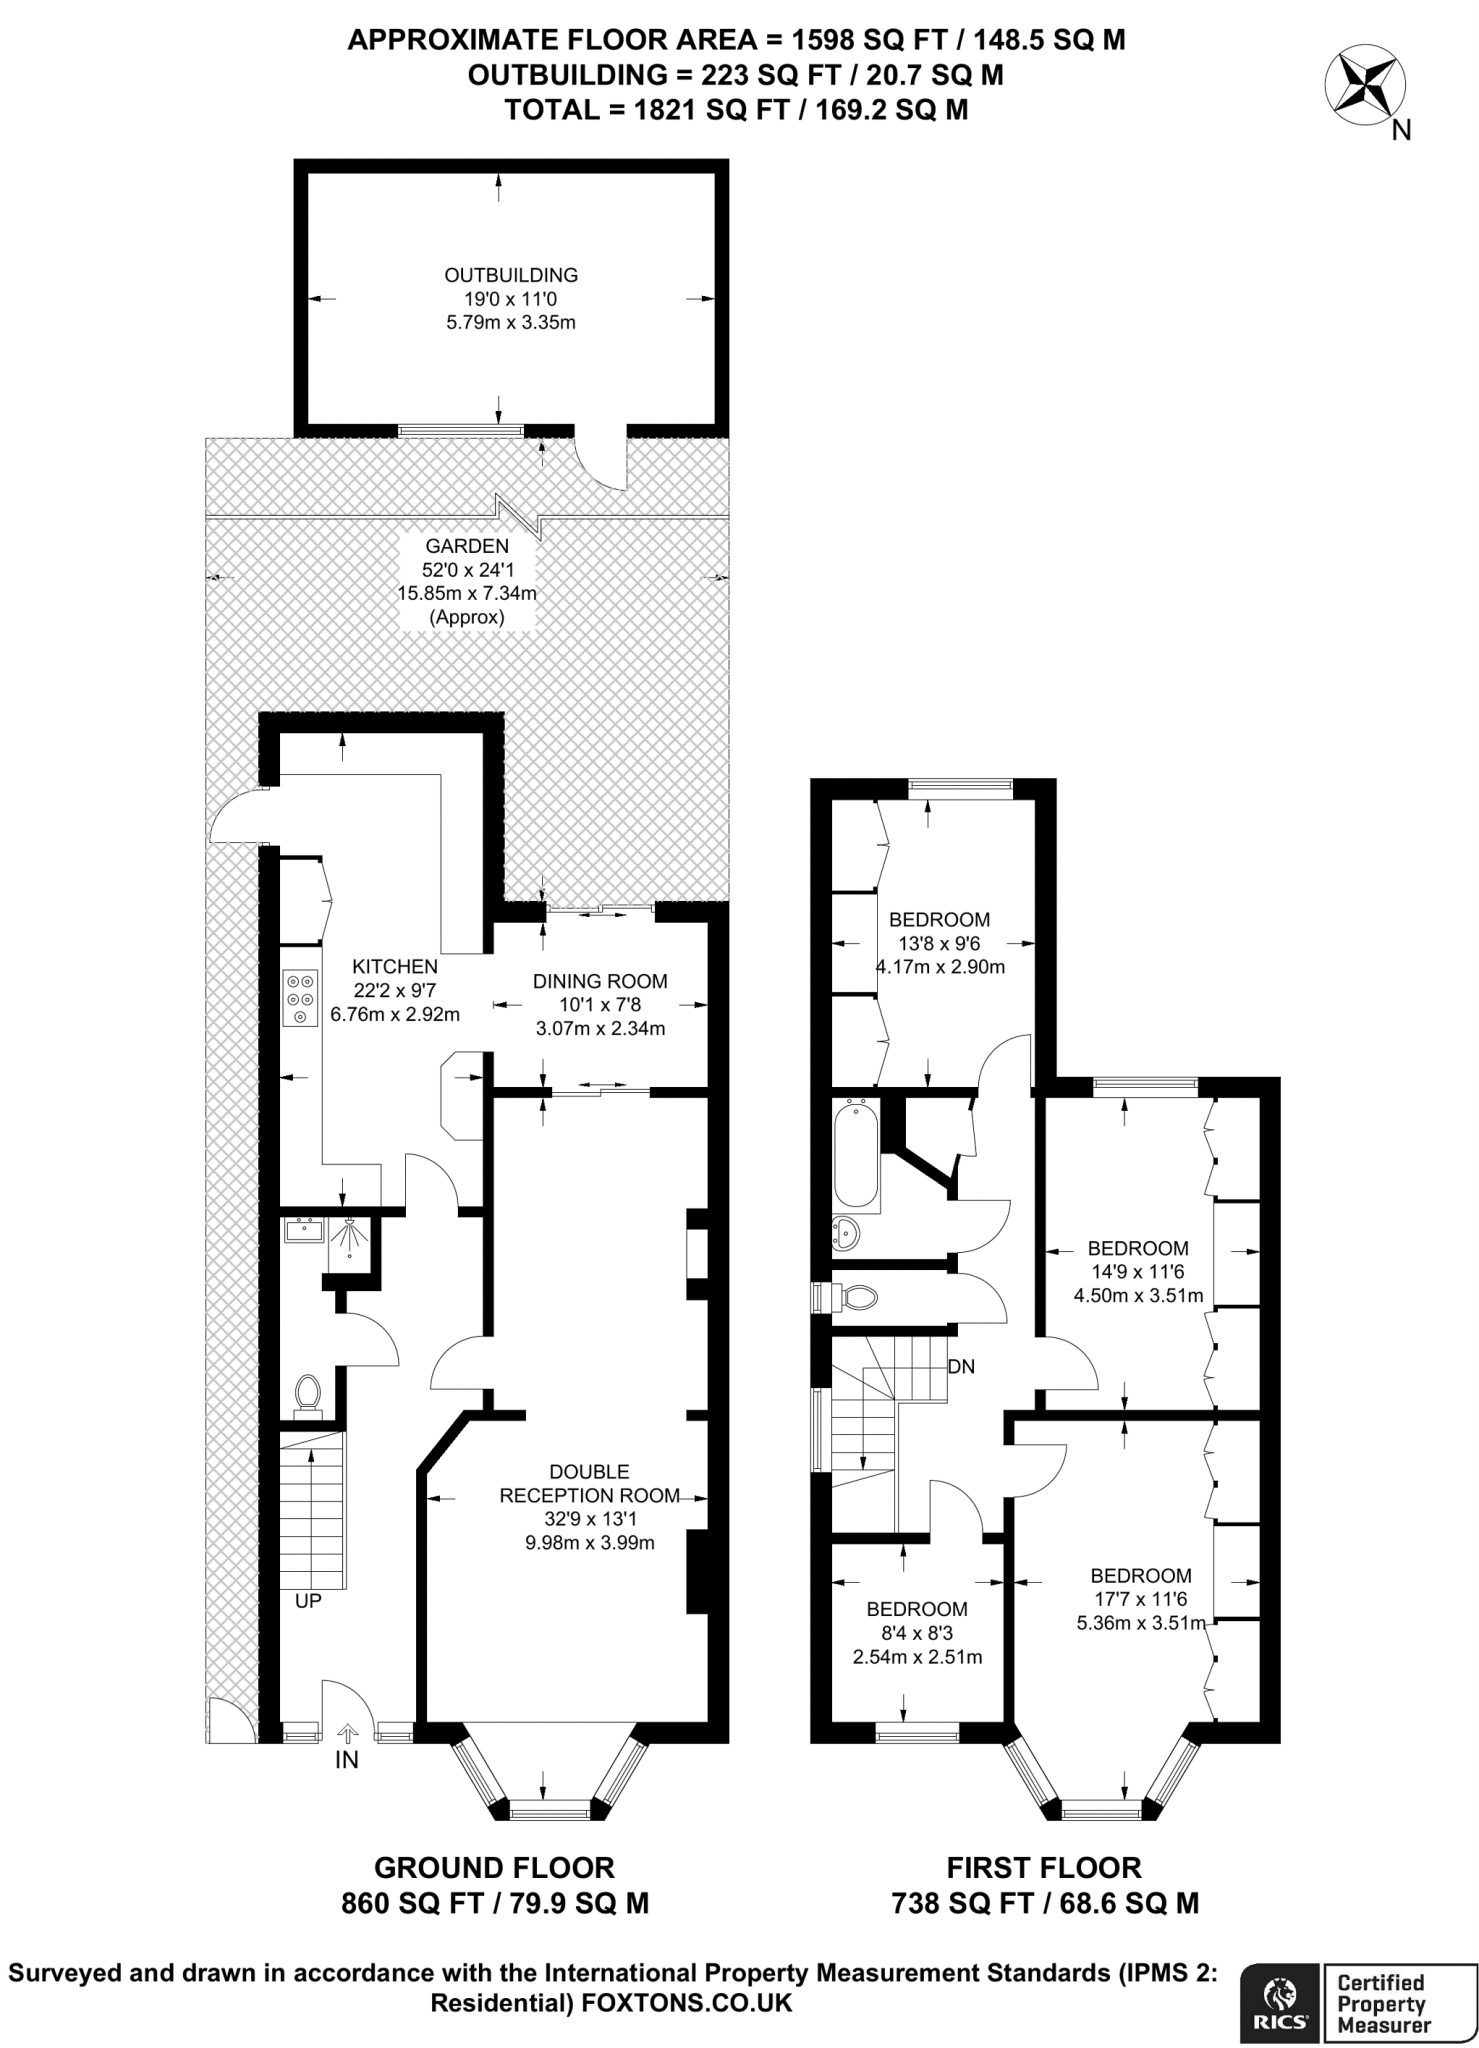 APPROXIMATE FLOOR AREA = 1598 SQ FT / 148.5 SQ M
OUTBUILDING = 223 SQ FT / 20.7 SQ M
TOTAL = 1821 SQ FT / 169.2 SQ M
N
OUTBUILDING
19'0 x 11'0
5.79m x 3.35m
GARDEN
52'0 x 24'1
15.85m x 7.34m
(Approx)
KITCHEN
22'2 x 9'7
6.76m x 2.92m
DINING ROOM
10'1 x 7'8
3.07m x 2.34m
DOUBLE
RECEPTION ROOM
32'9 x 13'1
9.98m x 3.99m
UP
IN
BEDROOM
13'8 x 9'6
4.17m x 2.90m
BEDROOM
14'9 x 11'6
4.50m x 3.51m
DN
BEDROOM
17'7 x 11'6
5.36m x 3.51m
BEDROOM
8'4 x 8'3
2.54m x 2.51m
GROUND FLOOR
860 SQ FT / 79.9 SQ M
FIRST FLOOR
738 SQ FT / 68.6 SQ M
Surveyed and drawn in accordance with the International Property Measurement Standards (IPMS 2:
Residential) FOXTONS.CO.UK
RICS
Certified
Property
Measurer